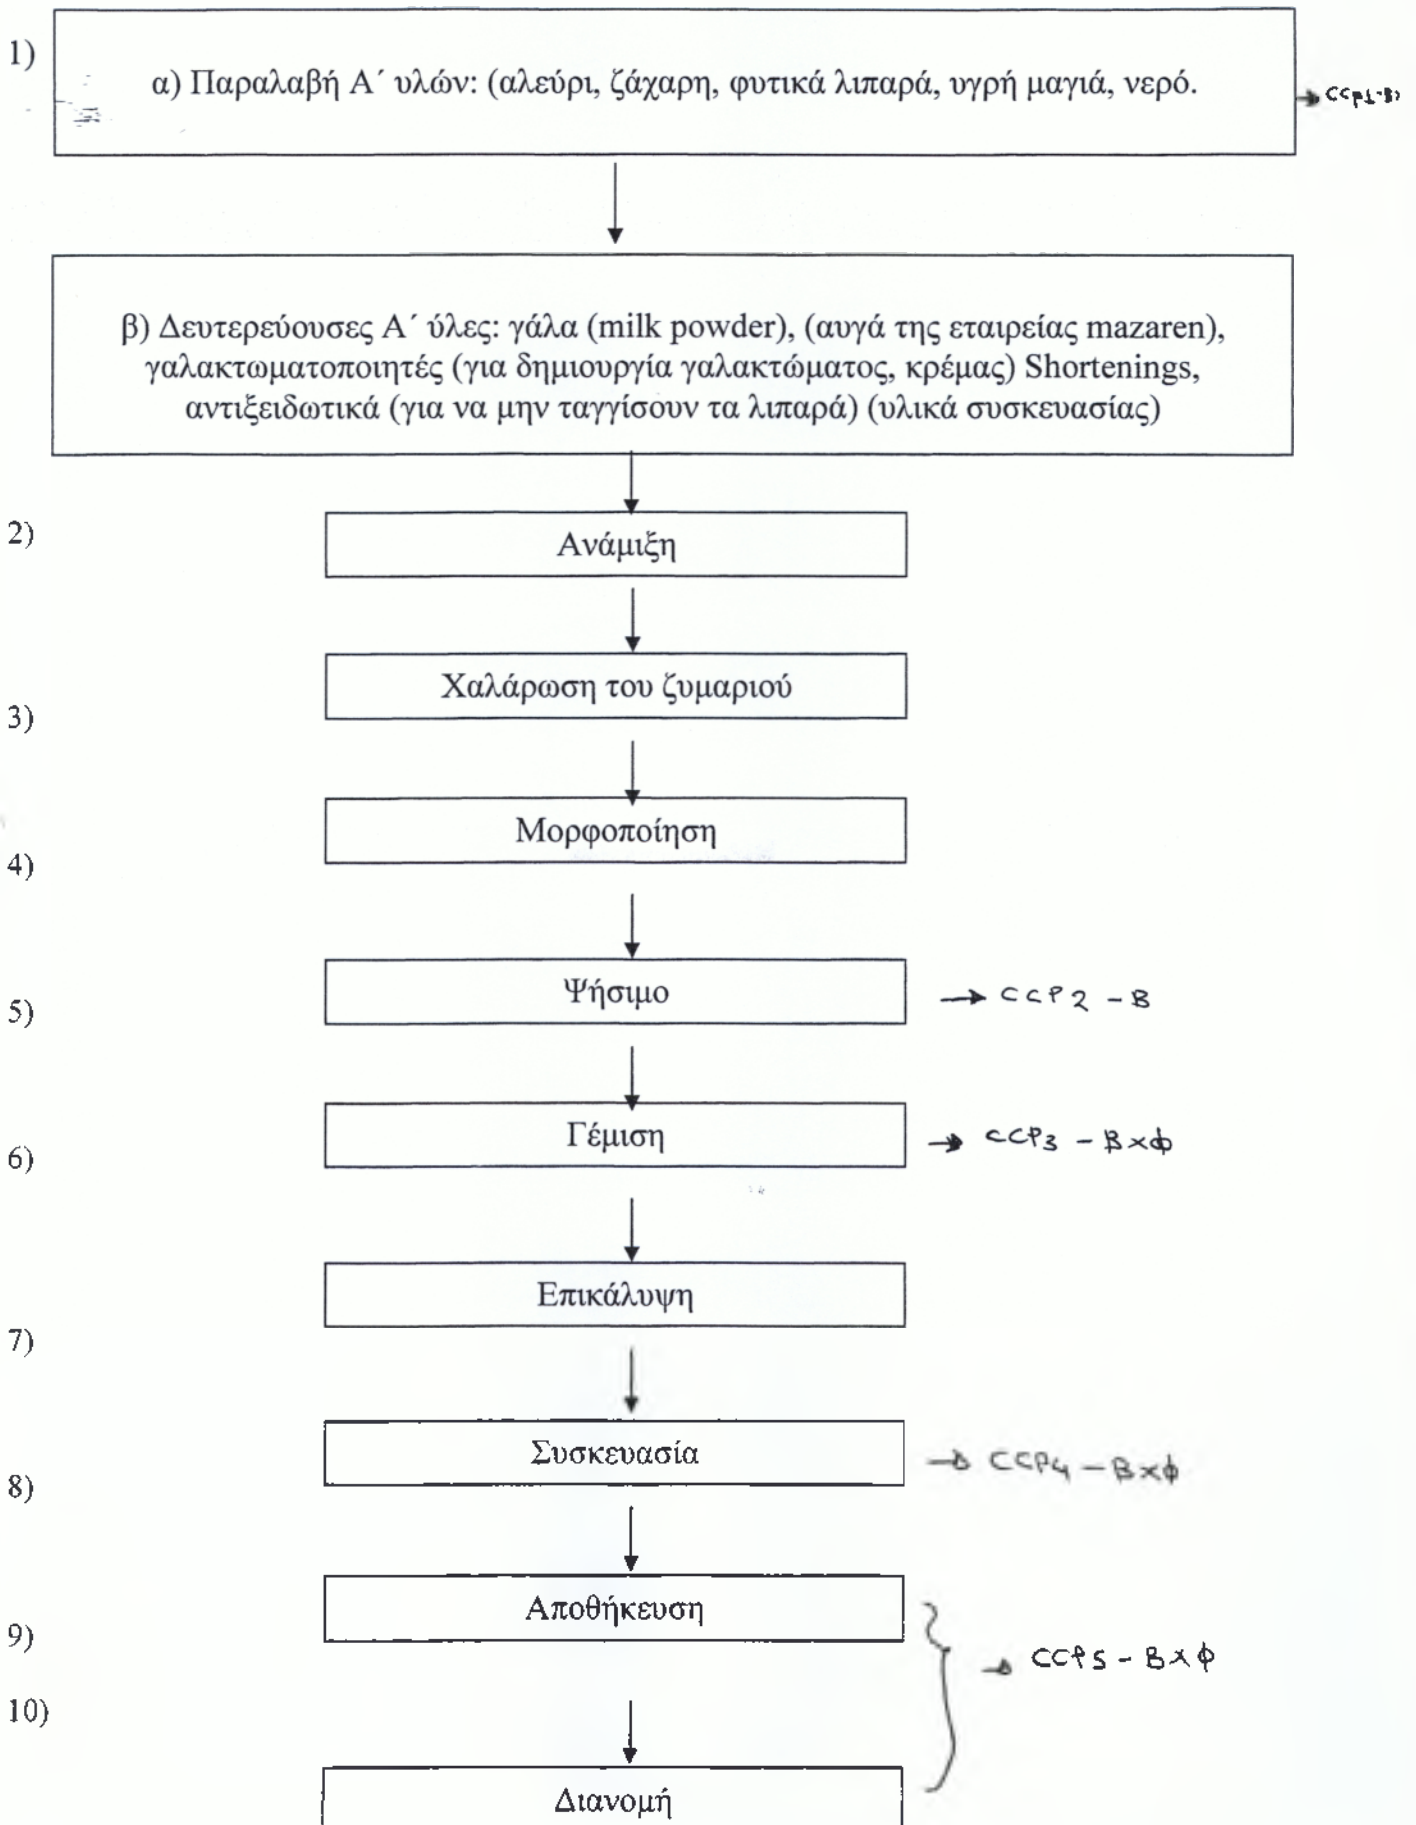 1)
α) Παραλαβή Α΄ υλών: (αλεύρι, ζάχαρη, φυτικά λιπαρά, υγρή μαγιά, νερό.
β) Δευτερεύουσες Α΄ ύλες: γάλα (milk powder), (αυγά της εταιρείας mazaren),
γαλακτωματοποιητές (για δημιουργία γαλακτώματος, κρέμας) Shortenings,
αντιξειδωτικά (για να μην ταγγίσουν τα λιπαρά) (υλικά συσκευασίας)
2)
Ανάμιξη
Χαλάρωση του ζυμαριού
3)
Μορφοποίηση
4)
Ψήσιμο
→ CCP2 - B
5)
Γέμιση
→ CCP3 - BXΦ
6)
Επικάλυψη
7)
Συσκευασία
→ CCP4 - BXΦ
8)
Αποθήκευση
9)
→ CCP5 - BXΦ
10)
Διανομή